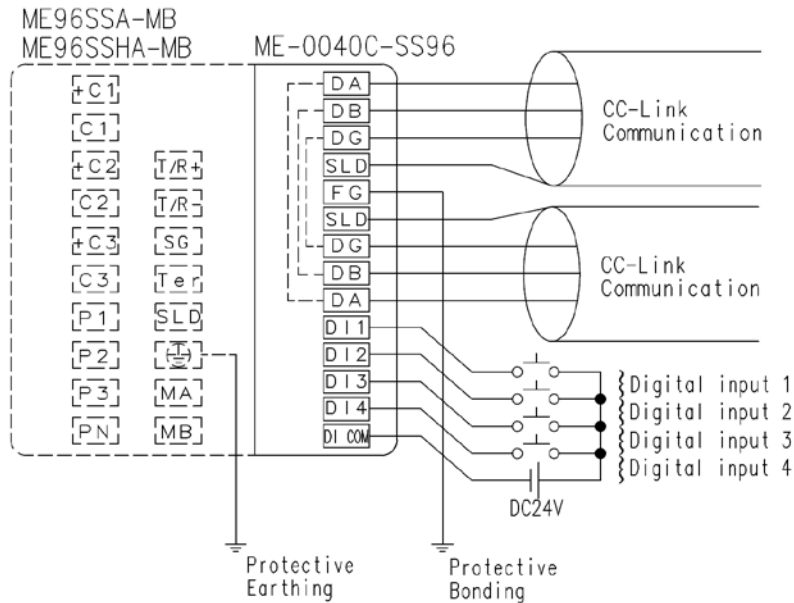 ME96SSA-MB
ME96SSHA-MB
ME-0040C-SS96
+C1
C1
+C2
C2
+C3
C3
P1
P2
P3
PN
T/R+
T/R-
SG
Ter
SLD
MA
MB
DA
DB
DG
SLD
FG
SLD
DG
DB
DA
DI1
DI2
DI3
DI4
DI COM
CC-Link
Communication
CC-Link
Communication
Digital input 1
Digital input 2
Digital input 3
Digital input 4
DC24V
Protective
Earthing
Protective
Bonding